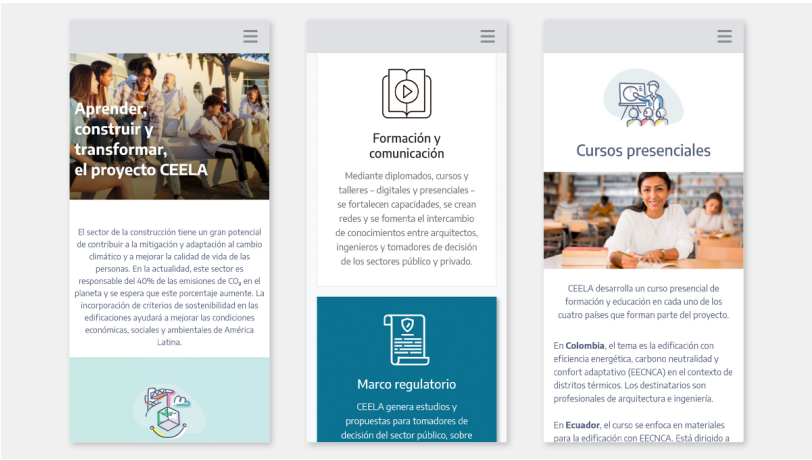 Aprender,
construir y
transformar,
el proyecto CEELA
El sector de la construcción tiene un gran potencial
de contribuir a la mitigación y adaptación al cambio
climático y a mejorar la calidad de vida de las
personas. En la actualidad, este sector es
responsable del 40% de las emisiones de CO₂ en el
planeta y se espera que este porcentaje aumente. La
incorporación de criterios de sostenibilidad en las
edificaciones ayudará a mejorar las condiciones
económicas, sociales y ambientales de América
Latina.
Formación y
comunicación
Mediante diplomados, cursos y
talleres – digitales y presenciales –
se fortalecen capacidades, se crean
redes y se fomenta el intercambio
de conocimientos entre arquitectos,
ingenieros y tomadores de decisión
de los sectores público y privado.
Marco regulatorio
CEELA genera estudios y
propuestas para tomadores de
decisión del sector público, sobre
Cursos presenciales
CEELA desarrolla un curso presencial de
formación y educación en cada uno de los
cuatro países que forman parte del proyecto.
En Colombia, el tema es la edificación con
eficiencia energética, carbono neutralidad y
confort adaptativo (EECNCA) en el contexto de
distritos térmicos. Los destinatarios son
profesionales de arquitectura e ingeniería.
En Ecuador, el curso se enfoca en materiales
para la edificación con EECNCA. Está dirigido a